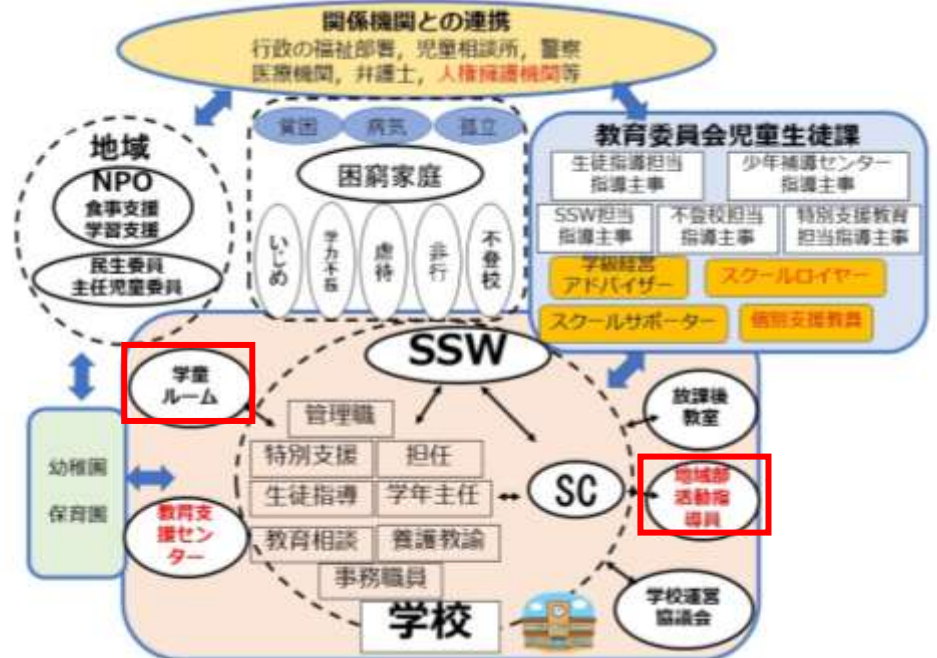 関係機関との連携
行政の福祉部署，児童相談所，警察
医療機関，弁護士，人権擁護機関等
貧困
病気
孤立
困窮家庭
いじめ
学力不振
虐待
非行
不登校
地域
NPO
食事支援
学習支援
民生委員
主任児童委員
教育委員会児童生徒課
生徒指導担当
指導主事
少年補導センター
指導主事
SSW担当
指導主事
不登校担当
指導主事
特別支援教育
担当指導主事
学級経営
アドバイザー
スクールロイヤー
スクールサポーター
個別支援教員
SSW
学童
ルーム
管理職
特別支援
担任
生徒指導
学年主任
教育相談
養護教諭
事務職員
SC
放課後
教室
地域部
活動指
導員
学校運営
協議会
幼稚園
保育園
教育支
援セン
ター
学校